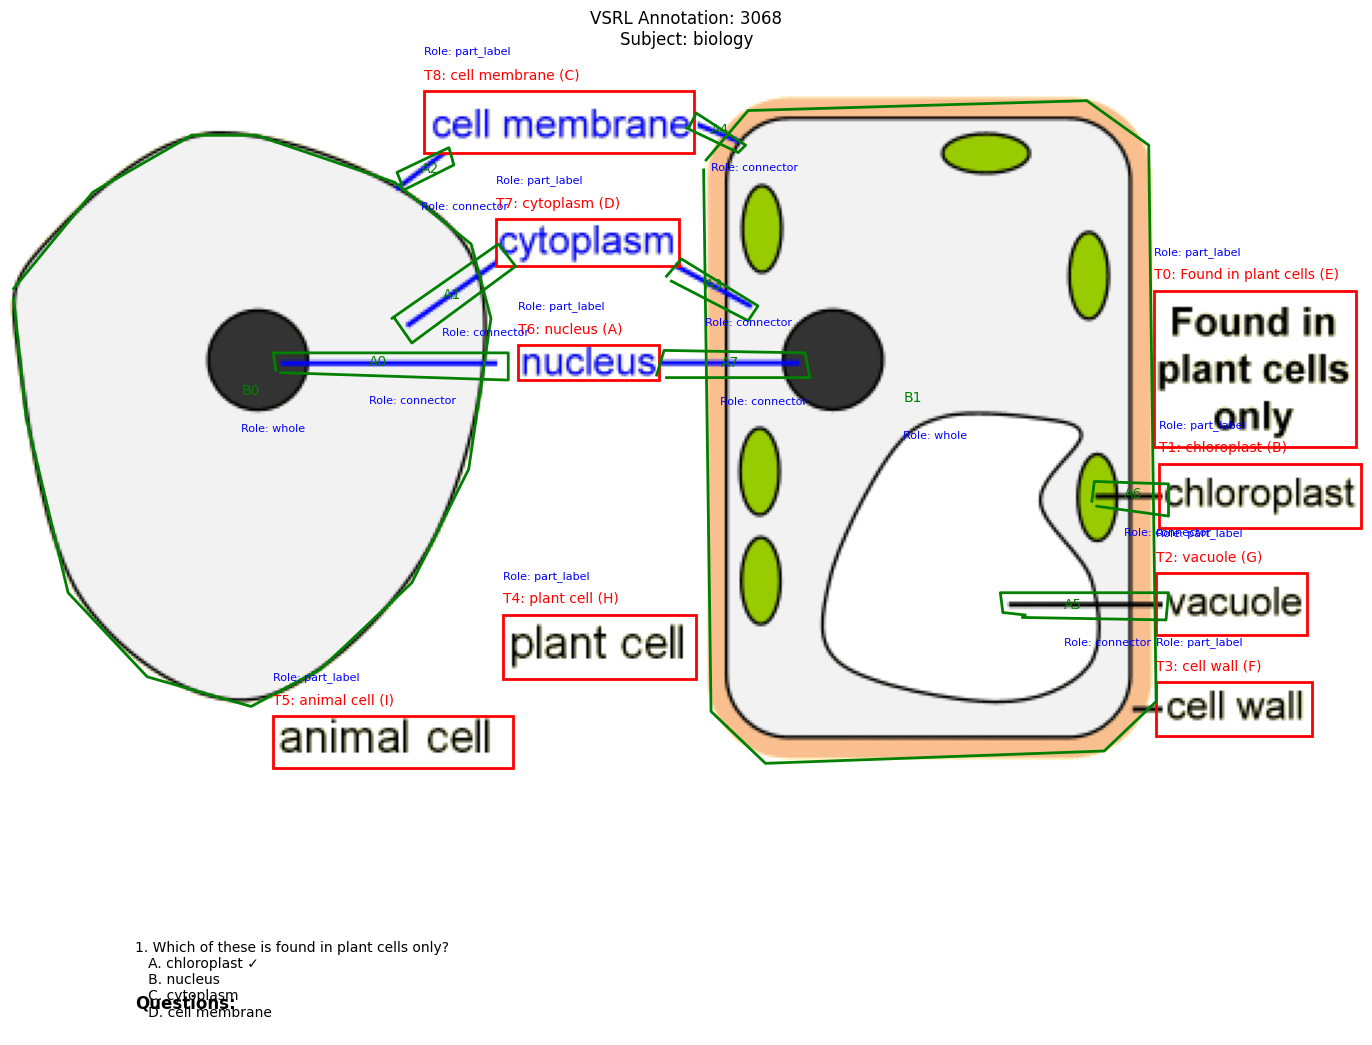 VSRL Annotation: 3068
Subject: biology
Role: part_label
T8: cell membrane (C)
cell membrane
A4
Role: connector
A2
Role: connector
Role: part_label
T7: cytoplasm (D)
cytoplasm
A1
Role: connector
A3
Role: connector
Role: part_label
T6: nucleus (A)
nucleus
A0
Role: connector
A7
Role: connector
B0
Role: whole
B1
Role: whole
Role: part_label
T0: Found in plant cells (E)
Found in
plant cells
only
Role: part_label
T1: chloroplast (B)
chloroplast
A6
Role: connector
Role: part_label
T2: vacuole (G)
vacuole
A5
Role: connector
Role: part_label
T3: cell wall (F)
cell wall
Role: part_label
T4: plant cell (H)
plant cell
Role: part_label
T5: animal cell (I)
animal cell
1. Which of these is found in plant cells only?
A. chloroplast ✓
B. nucleus
C. cytoplasm
Questions:
D. cell membrane